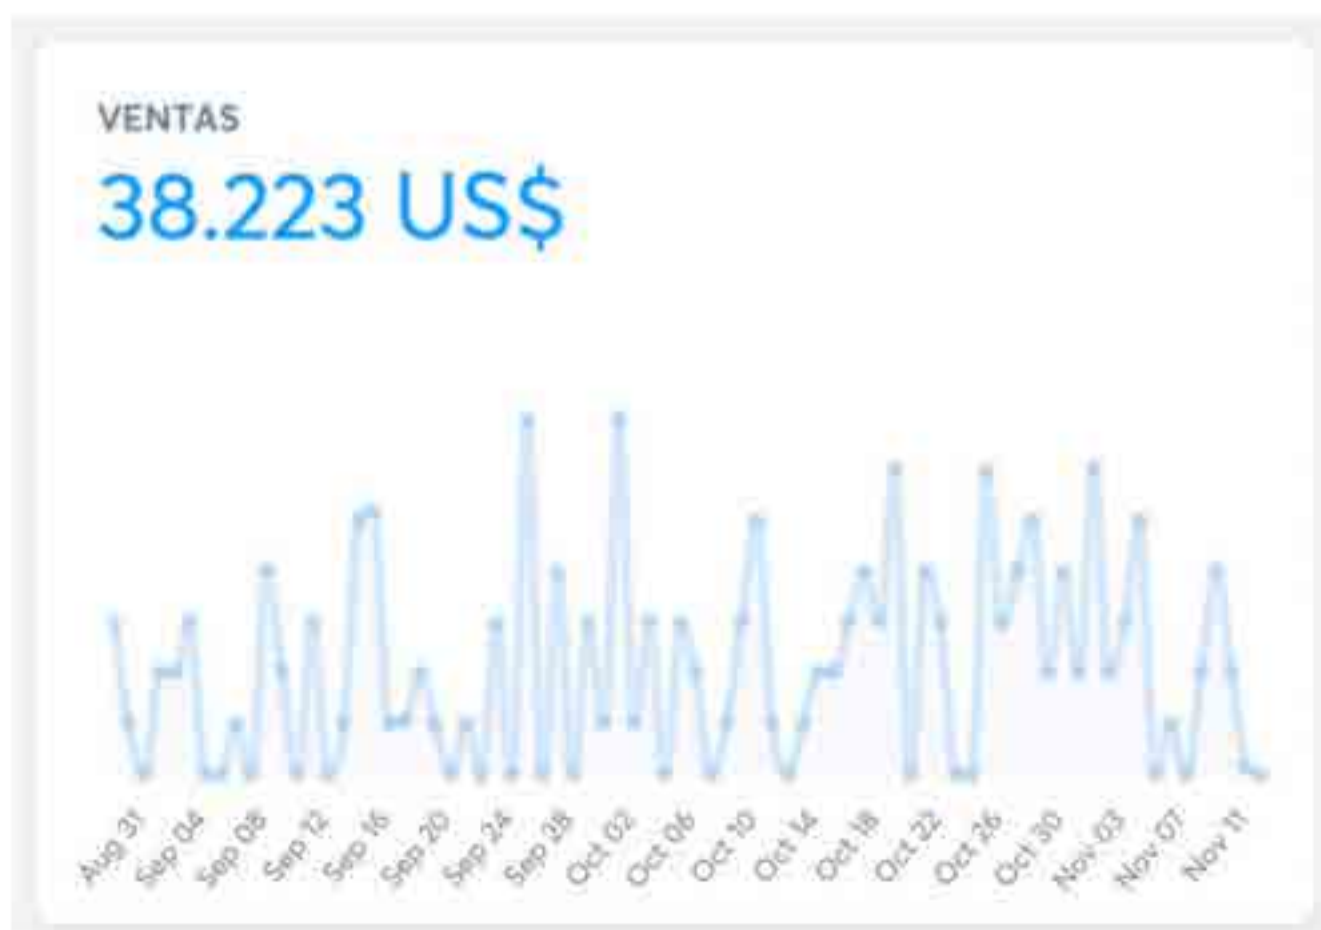 VENTAS
38.223 US$
Aug 31
Sep 04
Sep 08
Sep 12
Sep 16
Sep 20
Sep 24
Sep 28
Oct 02
Oct 06
Oct 10
Oct 14
Oct 18
Oct 22
Oct 26
Oct 30
Nov 03
Nov 07
Nov 11